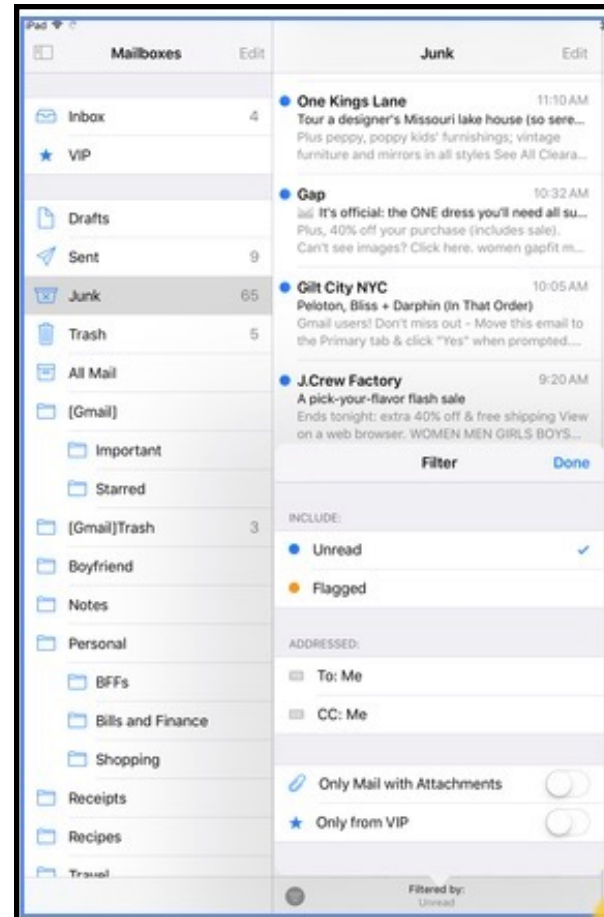 iPad
Mailboxes
Edit
Inbox
4
VIP
Drafts
Sent
9
Junk
65
Trash
5
All Mail
[Gmail]
Important
Starred
[Gmail]Trash
3
Boyfriend
Notes
Personal
BFFs
Bills and Finance
Shopping
Receipts
Recipes
Travel
Junk
Edit
One Kings Lane
11:10 AM
Tour a designer's Missouri lake house (so sere...
Plus peppy, poppy kids' furnishings; vintage
furniture and mirrors in all styles See All Cleara...
Gap
10:32 AM
It's official: the ONE dress you'll need all su...
Plus, 40% off your purchase (includes sale).
Can't see images? Click here. women gapfit m...
Gilt City NYC
10:05 AM
Peloton, Bliss + Darphin (In That Order)
Gmail users! Don't miss out - Move this email to
the Primary tab & click "Yes" when prompted....
J.Crew Factory
9:20 AM
A pick-your-flavor flash sale
Ends tonight: extra 40% off & free shipping View
on a web browser. WOMEN MEN GIRLS BOYS...
Filter
Done
INCLUDE:
Unread
Flagged
ADDRESSED:
To: Me
CC: Me
Only Mail with Attachments
Only from VIP
Filtered by:
Unread